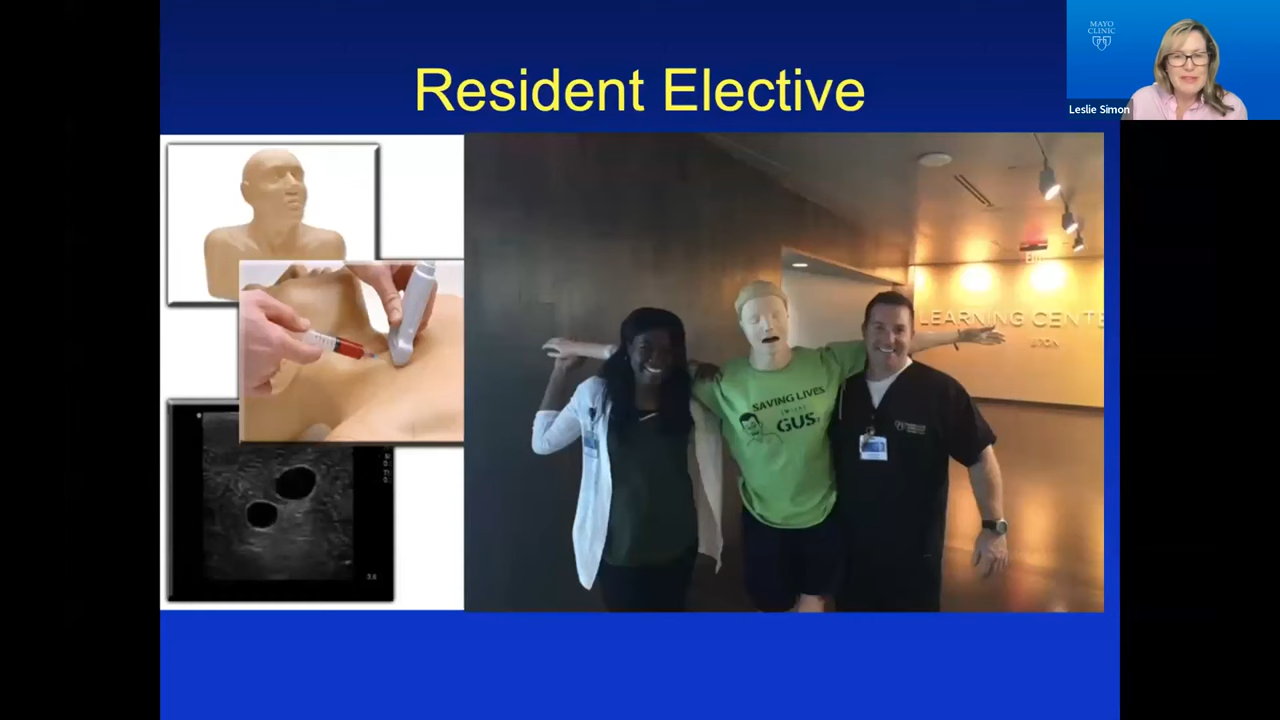 Resident Elective
MAYO
CLINIC
Leslie Simon
LEARNING CENTE
SAVING LIVES
GUS